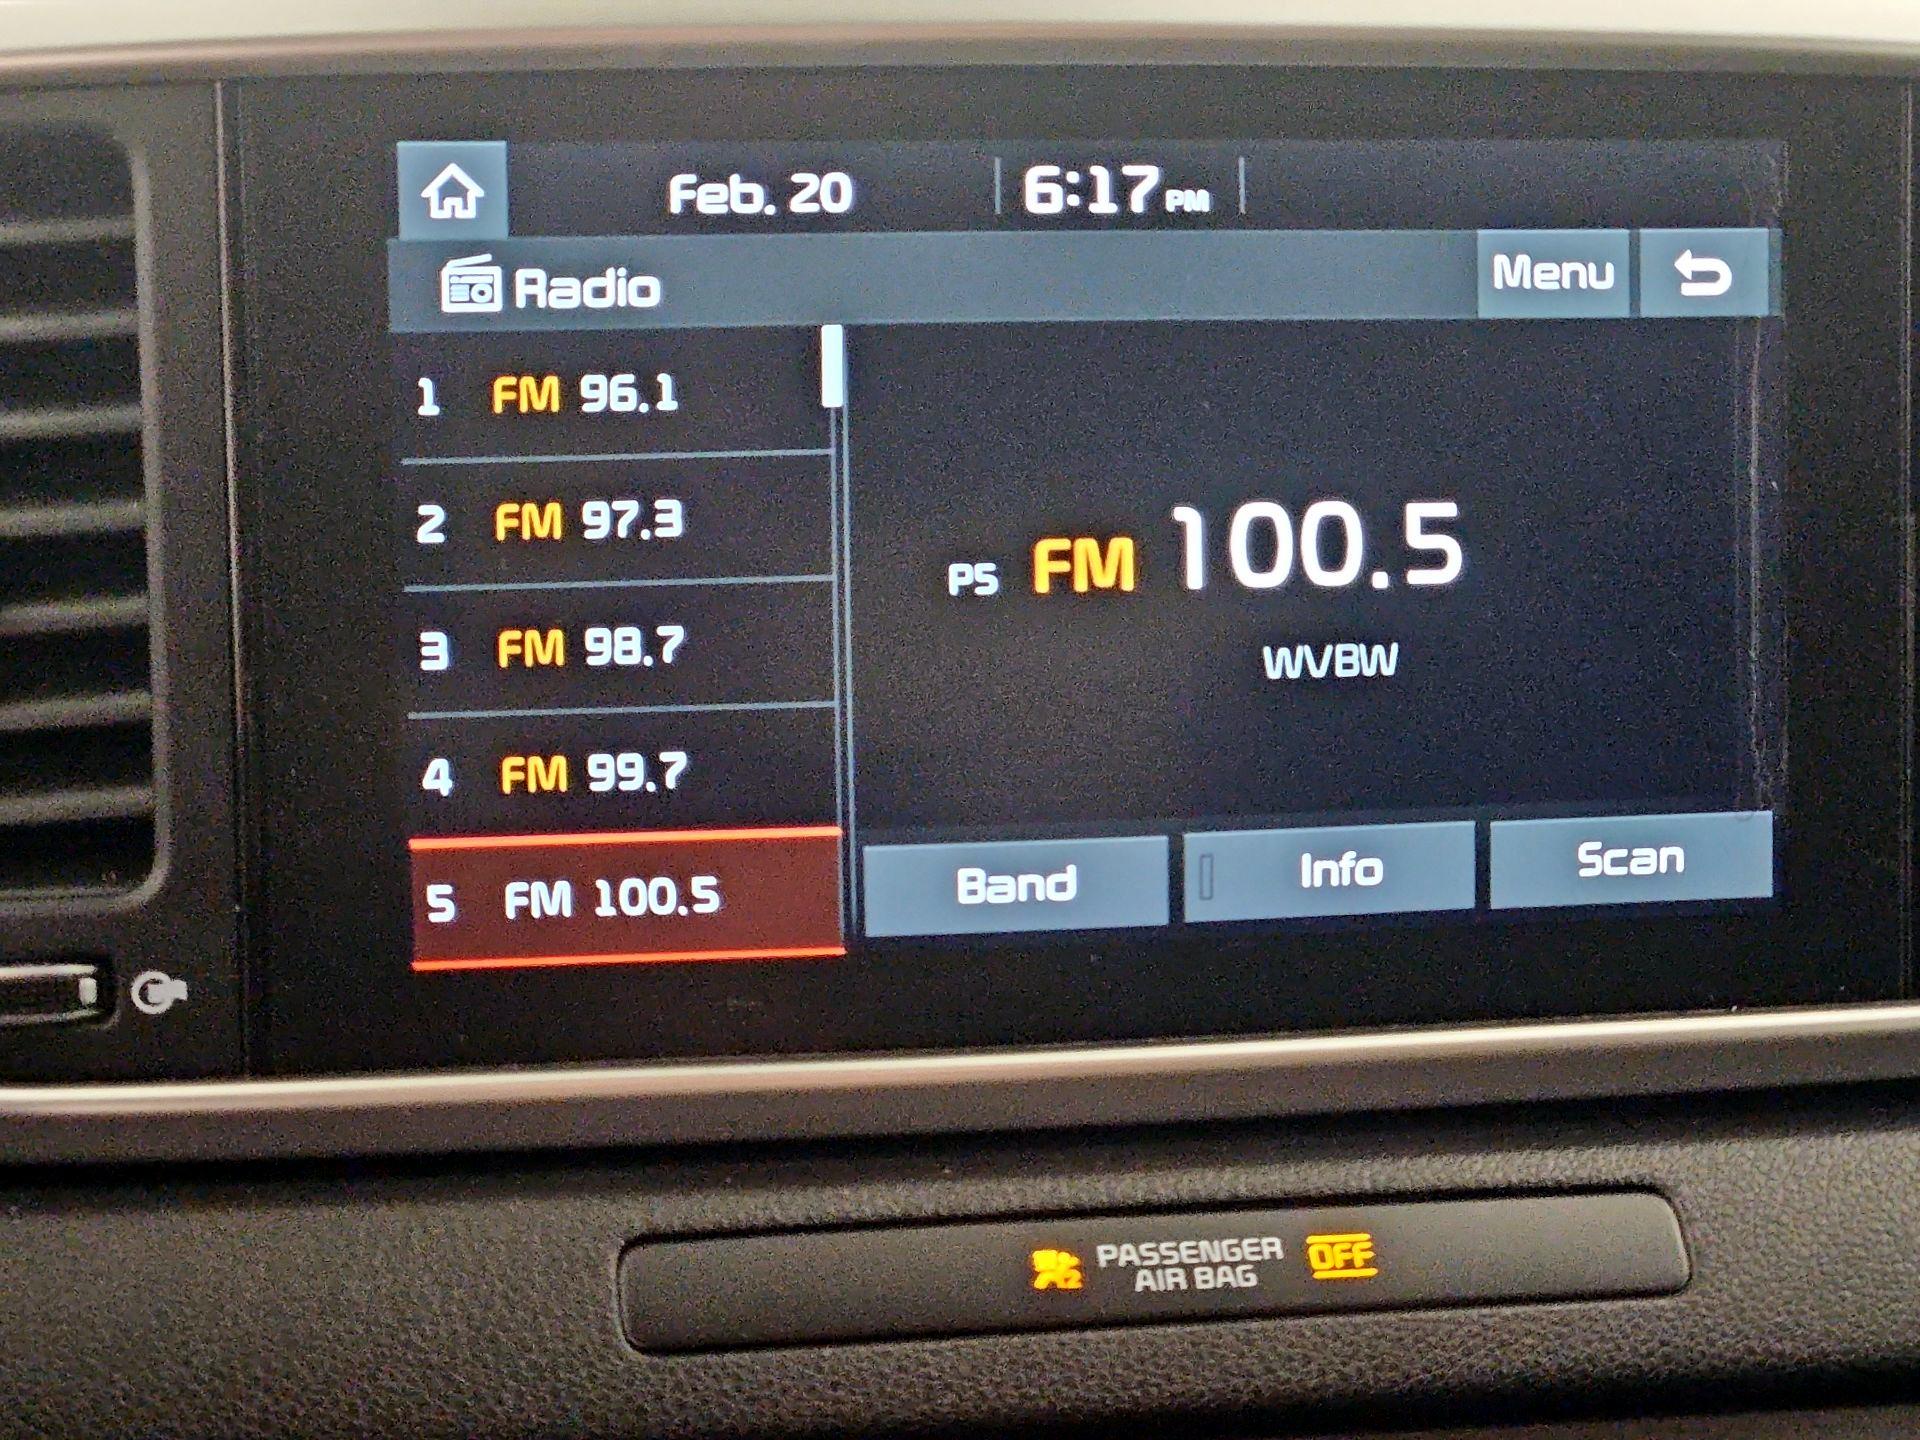 Feb. 20 6:17 PM
Radio Menu
1 FM 96.1
2 FM 97.3
3 FM 98.7
4 FM 99.7
5 FM 100.5
P5 FM 100.5
WVBW
Band Info Scan
PASSENGER
AIR BAG
OFF